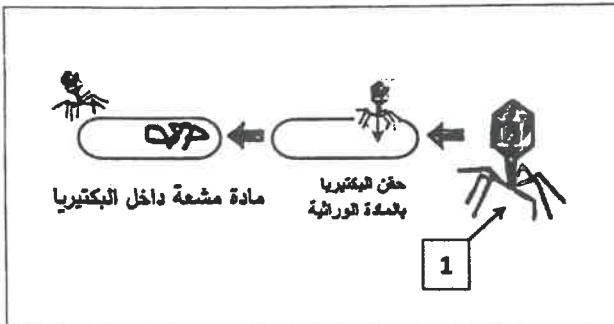 حقن البكتيريا
بالمادة الوراثية
مادة مشعة داخل البكتيريا
1